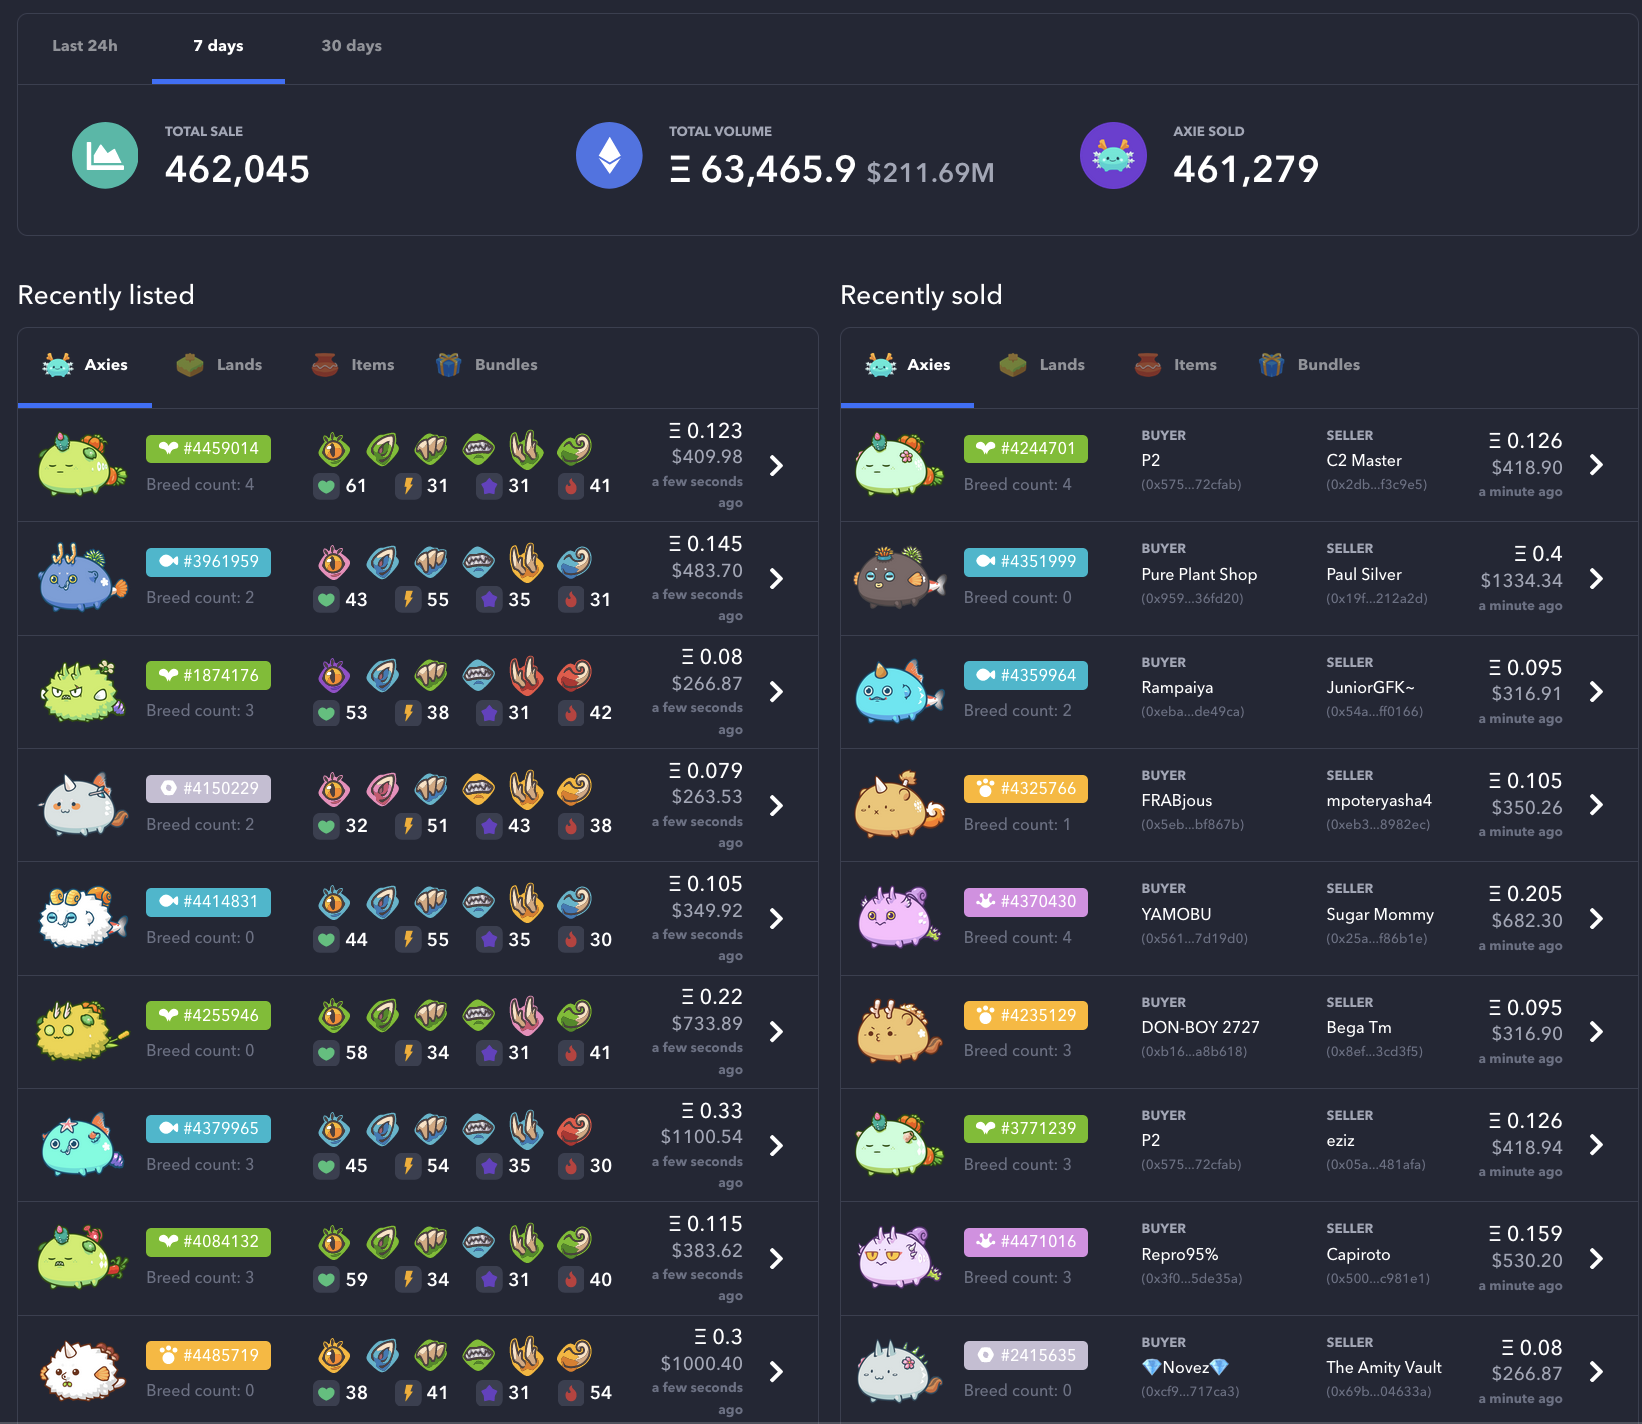 Last 24h
7 days
30 days
TOTAL SALE
462,045
TOTAL VOLUME
Ξ 63,465.9 $211.69M
AXIE SOLD
461,279
Recently listed
Axies
Lands
Items
Bundles
#4459014
Breed count: 4
61 31 31 41
Ξ 0.123
$409.98
a few seconds
ago
#3961959
Breed count: 2
43 55 35 31
Ξ 0.145
$483.70
a few seconds
ago
#1874176
Breed count: 3
53 38 31 42
Ξ 0.08
$266.87
a few seconds
ago
#4150229
Breed count: 2
32 51 43 38
Ξ 0.079
$263.53
a few seconds
ago
#4414831
Breed count: 0
44 55 35 30
Ξ 0.105
$349.92
a few seconds
ago
#4255946
Breed count: 0
58 34 31 41
Ξ 0.22
$733.89
a few seconds
ago
#4379965
Breed count: 3
45 54 35 30
Ξ 0.33
$1100.54
a few seconds
ago
#4084132
Breed count: 3
59 34 31 40
Ξ 0.115
$383.62
a few seconds
ago
#4485719
Breed count: 0
38 41 31 54
Ξ 0.3
$1000.40
a few seconds
ago
Recently sold
Axies
Lands
Items
Bundles
#4244701
Breed count: 4
BUYER
P2
(0x575...72cfab)
SELLER
C2 Master
(0x2db...f3c9e5)
Ξ 0.126
$418.90
a minute ago
#4351999
Breed count: 0
BUYER
Pure Plant Shop
(0x959...36fd20)
SELLER
Paul Silver
(0x19f...212a2d)
Ξ 0.4
$1334.34
a minute ago
#4359964
Breed count: 2
BUYER
Rampaiya
(0xeba...de49ca)
SELLER
JuniorGFK~
(0x54a...ff0166)
Ξ 0.095
$316.91
a minute ago
#4325766
Breed count: 1
BUYER
FRABjous
(0x5eb...bf867b)
SELLER
mpoteryasha4
(0xeb3...8982ec)
Ξ 0.105
$350.26
a minute ago
#4370430
Breed count: 4
BUYER
YAMOBU
(0x561...7d19d0)
SELLER
Sugar Mommy
(0x25a...f86b1e)
Ξ 0.205
$682.30
a minute ago
#4235129
Breed count: 3
BUYER
DON-BOY 2727
(0xb16...a8b618)
SELLER
Bega Tm
(0x8ef...3cd3f5)
Ξ 0.095
$316.90
a minute ago
#3771239
Breed count: 3
BUYER
P2
(0x575...72cfab)
SELLER
eziz
(0x05a...481afa)
Ξ 0.126
$418.94
a minute ago
#4471016
Breed count: 3
BUYER
Repro95%
(0x3f0...5de35a)
SELLER
Capiroto
(0x500...c981e1)
Ξ 0.159
$530.20
a minute ago
#2415635
Breed count: 0
BUYER
💎Novez💎
(0xcf9...717ca3)
SELLER
The Amity Vault
(0x69b...04633a)
Ξ 0.08
$266.87
a minute ago